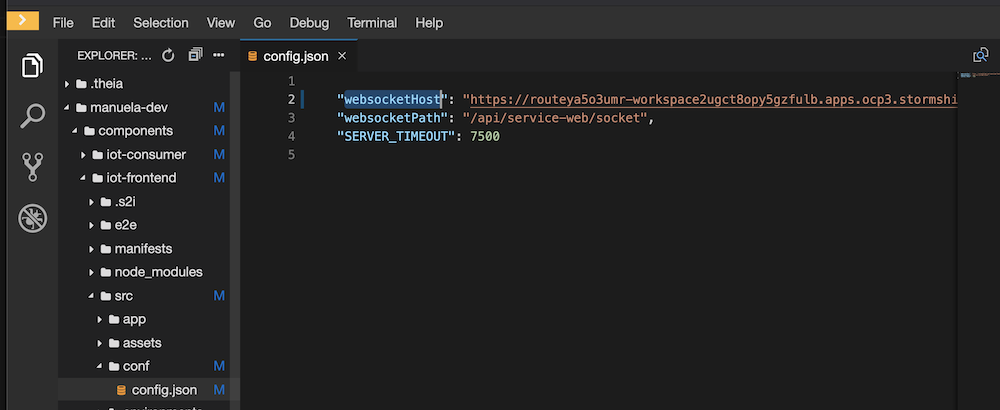 File Edit Selection View Go Debug Terminal Help
EXPLORER: ...
config.json ×
.theia
manuela-dev M
components M
iot-consumer M
iot-frontend M
.s2i
e2e
manifests
node_modules
src M
app
assets
conf M
config.json M
1
2 "websocketHost": "https://routeya5o3umr-workspace2ugct8opy5gzfulb.apps.ocp3.stormshi
3 "websocketPath": "/api/service-web/socket",
4 "SERVER_TIMEOUT": 7500
5